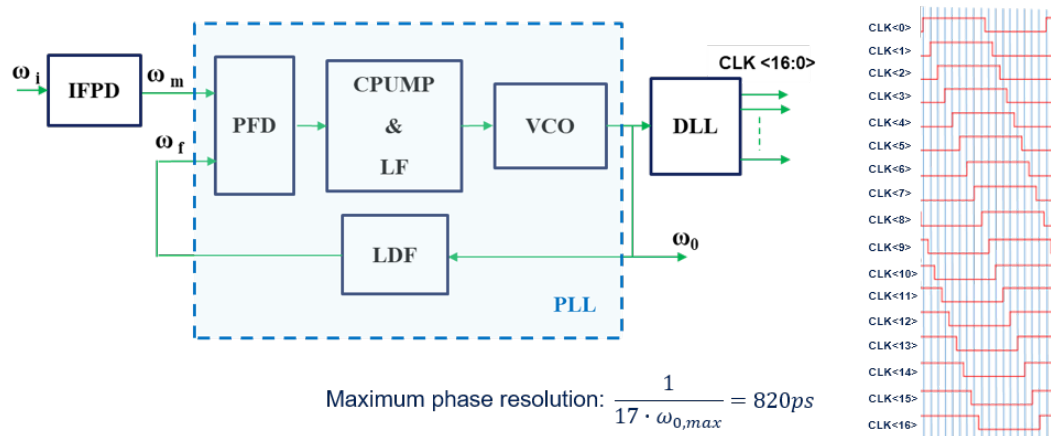 ω i
IFPD
ω m
ω f
PFD
CPUMP
&
LF
VCO
LDF
PLL
CLK <16:0>
DLL
ω0
Maximum phase resolution: 1 / (17 · ω0,max) = 820ps
CLK<0>
CLK<1>
CLK<2>
CLK<3>
CLK<4>
CLK<5>
CLK<6>
CLK<7>
CLK<8>
CLK<9>
CLK<10>
CLK<11>
CLK<12>
CLK<13>
CLK<14>
CLK<15>
CLK<16>